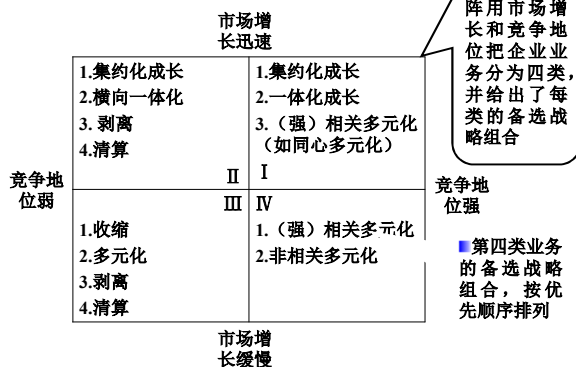 市场增
长迅速
阵用市场增
长和竞争地
位把企业业
务分为四类,
并给出了每
类的备选战
略组合
1.集约化成长
2.横向一体化
3. 剥离
4.清算
Ⅱ
1.集约化成长
2.一体化成长
3.（强）相关多元化
（如同心多元化）
Ⅰ
竞争地
位弱
竞争地
位强
Ⅲ
1.收缩
2.多元化
3.剥离
4.清算
Ⅳ
1.（强）相关多元化
2.非相关多元化
第四类业务
的备选战略
组合，按优
先顺序排列
市场增
长缓慢